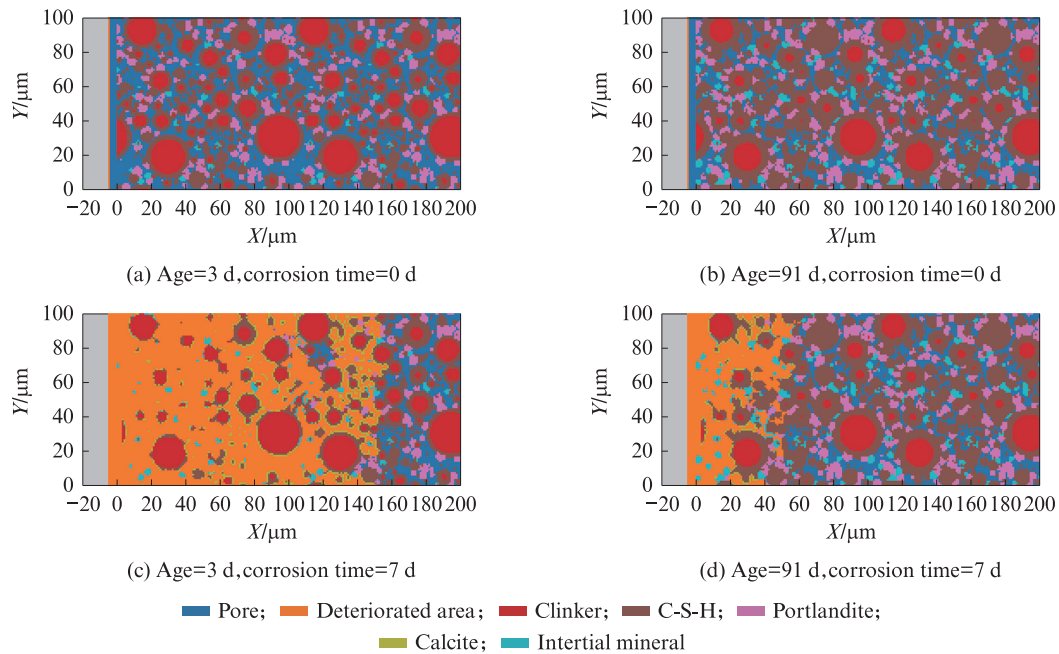 100
80
60
40
20
0
Y/μm
−20 0 20 40 60 80 100 120 140 160 180 200
X/μm
(a) Age=3 d,corrosion time=0 d
100
80
60
40
20
0
Y/μm
−20 0 20 40 60 80 100 120 140 160 180 200
X/μm
(b) Age=91 d,corrosion time=0 d
100
80
60
40
20
0
Y/μm
−20 0 20 40 60 80 100 120 140 160 180 200
X/μm
(c) Age=3 d,corrosion time=7 d
100
80
60
40
20
0
Y/μm
−20 0 20 40 60 80 100 120 140 160 180 200
X/μm
(d) Age=91 d,corrosion time=7 d
Pore; Deteriorated area; Clinker; C-S-H; Portlandite;
Calcite; Intertial mineral